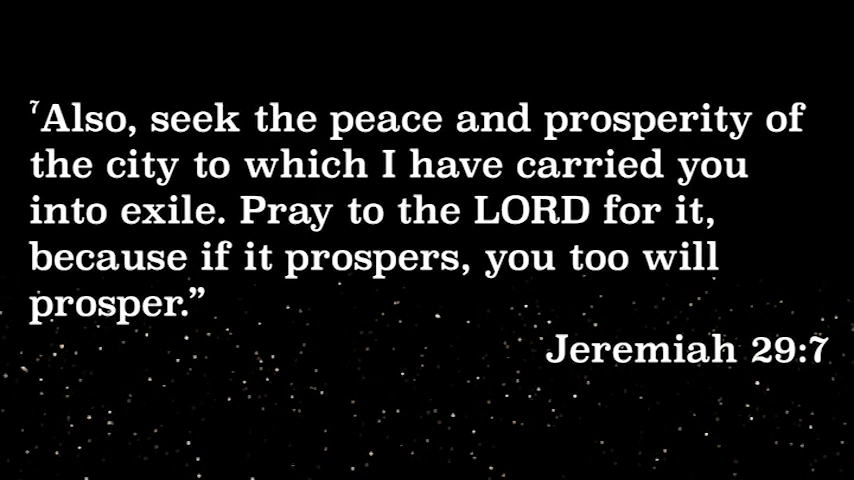 ⁷Also, seek the peace and prosperity of
the city to which I have carried you
into exile. Pray to the LORD for it,
because if it prospers, you too will
prosper.”
Jeremiah 29:7